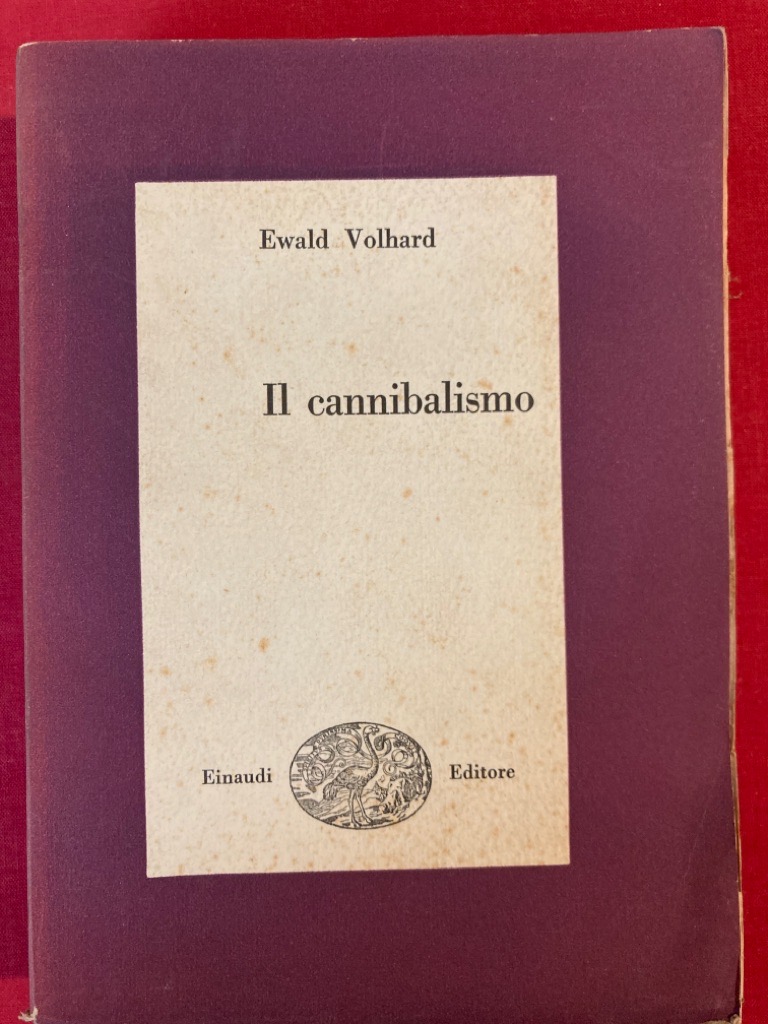 Ewald Volhard
Il cannibalismo
Einaudi Editore